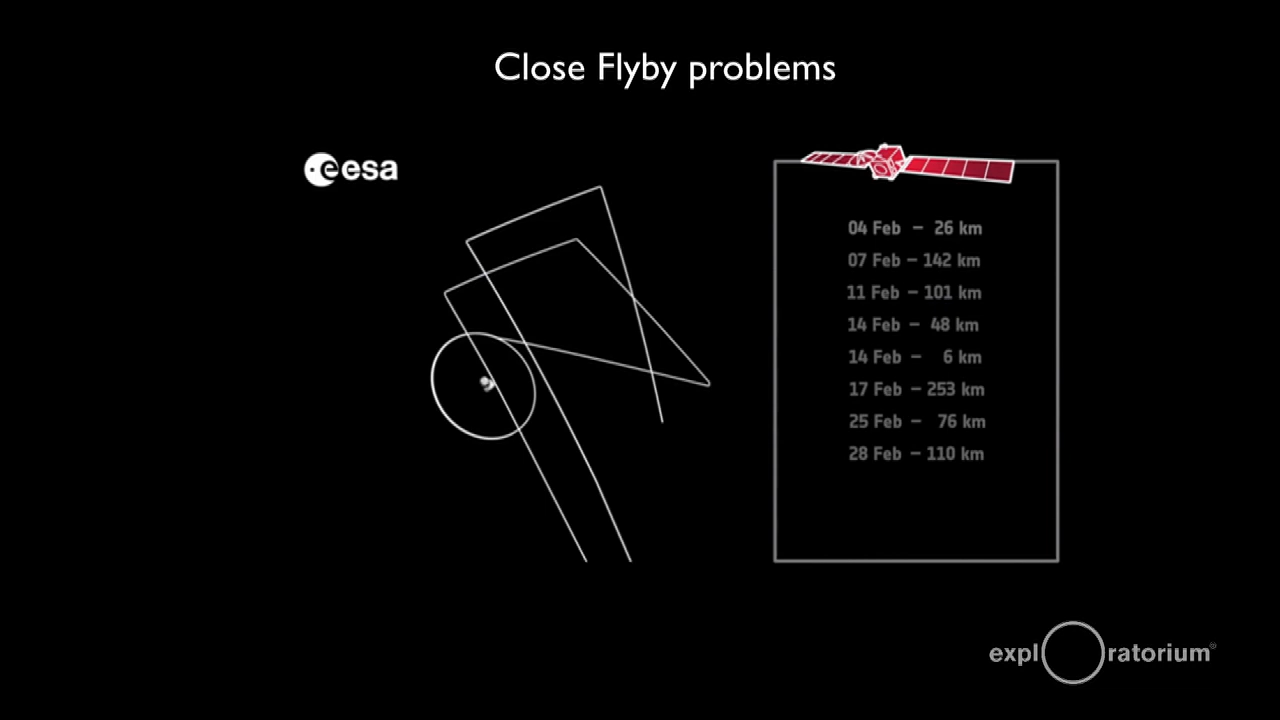 Close Flyby problems
esa
04 Feb – 26 km
07 Feb – 142 km
11 Feb – 101 km
14 Feb – 48 km
14 Feb – 6 km
17 Feb – 253 km
25 Feb – 76 km
28 Feb – 110 km
expl ratorium®